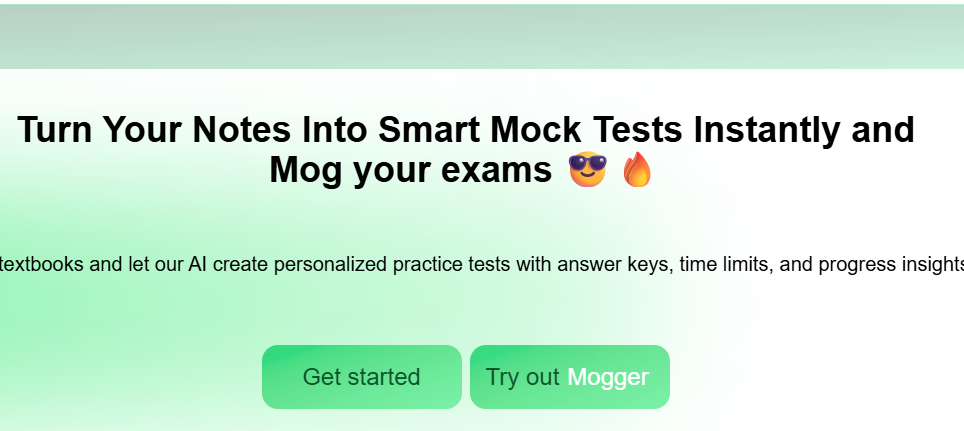 Turn Your Notes Into Smart Mock Tests Instantly and
Mog your exams 😎 🔥
textbooks and let our AI create personalized practice tests with answer keys, time limits, and progress insights
Get started
Try out Mogger